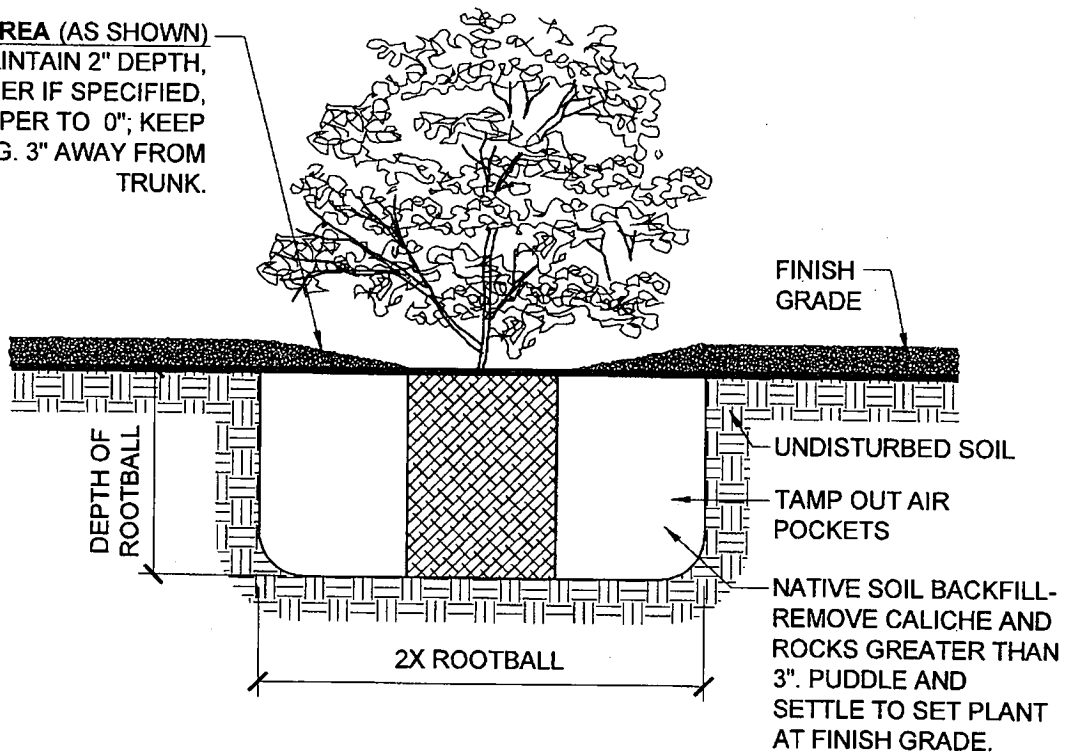 REA (AS SHOWN)
INTAIN 2" DEPTH,
ER IF SPECIFIED,
PER TO 0"; KEEP
G. 3" AWAY FROM
TRUNK.
FINISH
GRADE
DEPTH OF
ROOTBALL
UNDISTURBED SOIL
TAMP OUT AIR
POCKETS
NATIVE SOIL BACKFILL-
REMOVE CALICHE AND
ROCKS GREATER THAN
3". PUDDLE AND
SETTLE TO SET PLANT
AT FINISH GRADE.
2X ROOTBALL